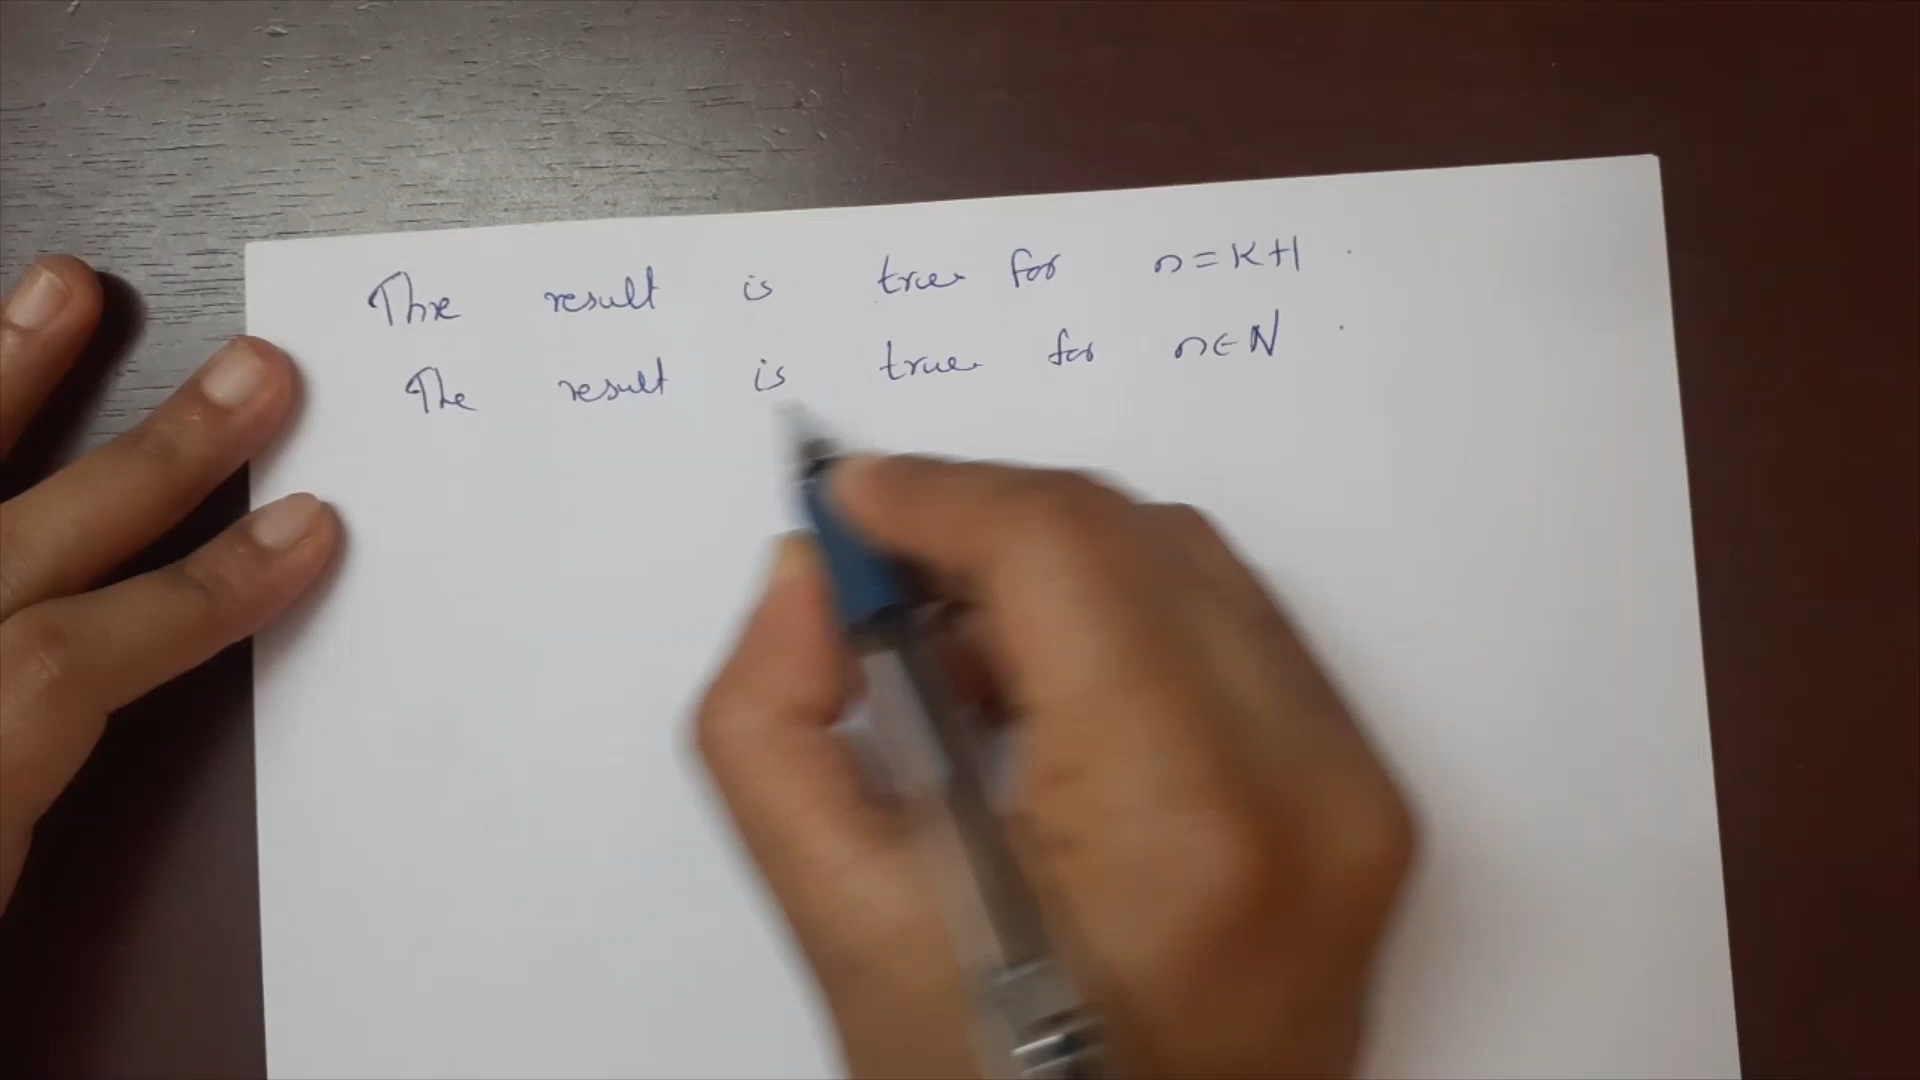 The result is true for n=k+1.
The result is true for n∈N.